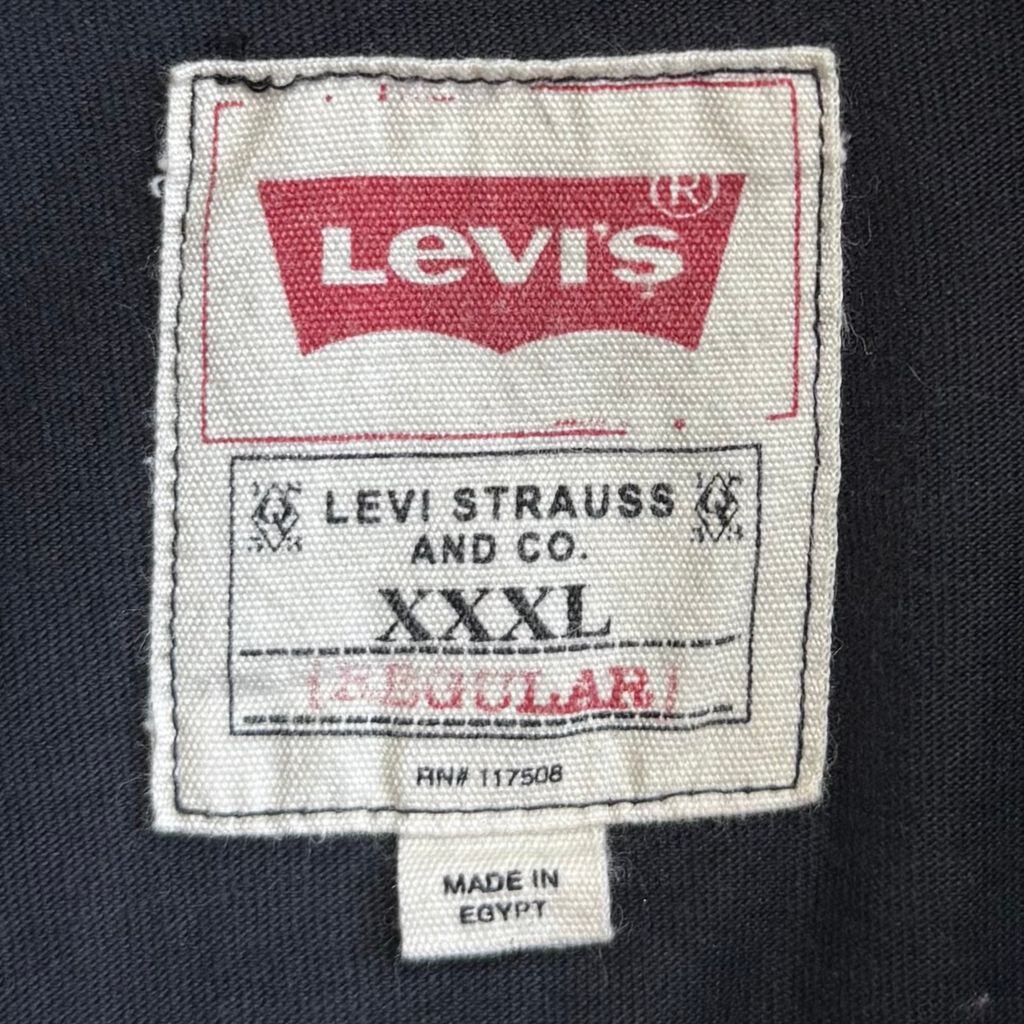 LEVI'S®
LEVI STRAUSS
AND CO.
XXXL
[REGULAR]
RN# 117508
MADE IN
EGYPT